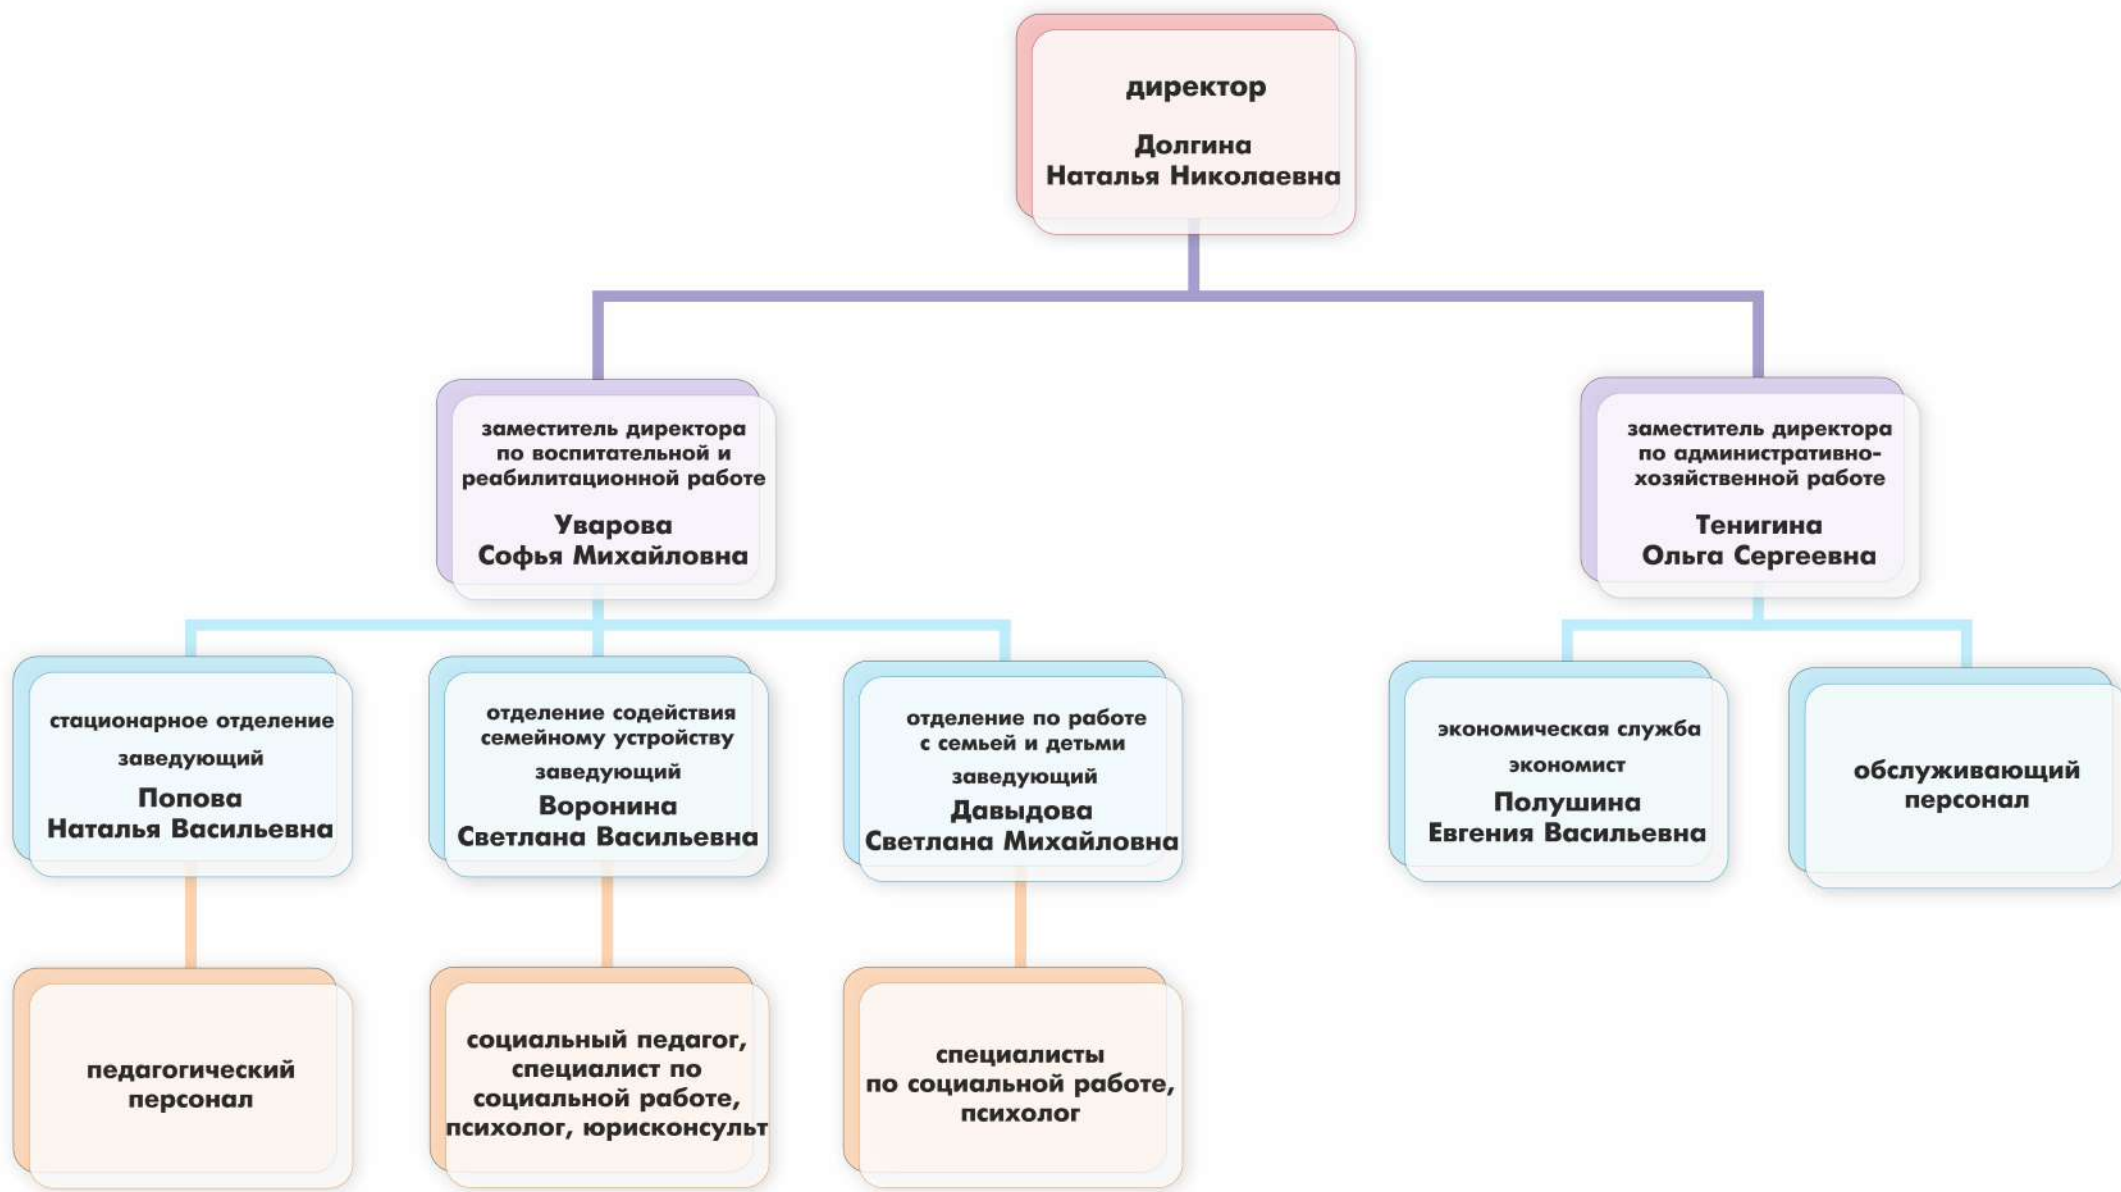 директор
Долгина
Наталья Николаевна
заместитель директора
по воспитательной и
реабилитационной работе
Уварова
Софья Михайловна
заместитель директора
по административно-
хозяйственной работе
Тенигина
Ольга Сергеевна
стационарное отделение
заведующий
Попова
Наталья Васильевна
отделение содействия
семейному устройству
заведующий
Воронина
Светлана Васильевна
отделение по работе
с семьей и детьми
заведующий
Давыдова
Светлана Михайловна
экономическая служба
экономист
Полушина
Евгения Васильевна
обслуживающий
персонал
педагогический
персонал
социальный педагог,
специалист по
социальной работе,
психолог, юрисконсульт
специалисты
по социальной работе,
психолог